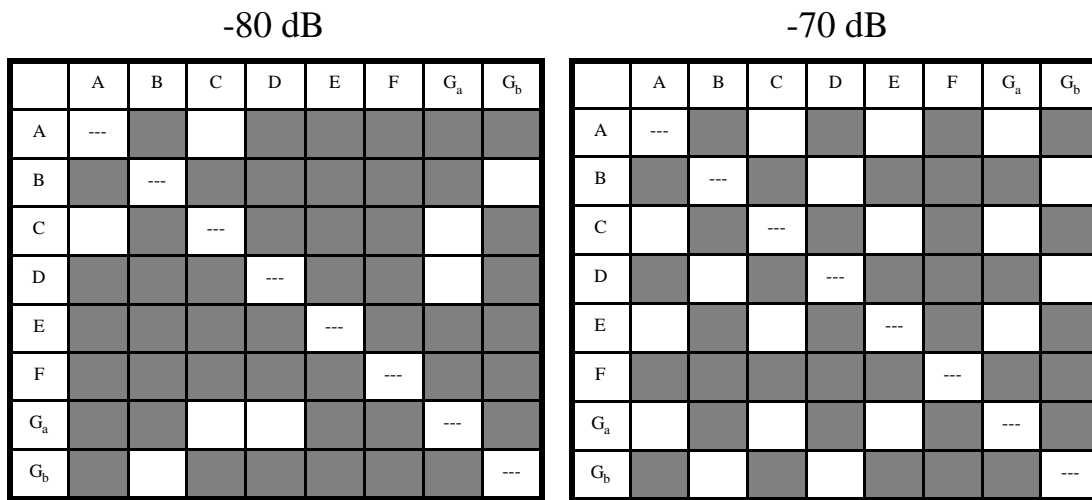 -80 dB
A B C D E F Ga Gb
A ---
B ---
C ---
D ---
E ---
F ---
Ga ---
Gb ---
-70 dB
A B C D E F Ga Gb
A ---
B ---
C ---
D ---
E ---
F ---
Ga ---
Gb ---